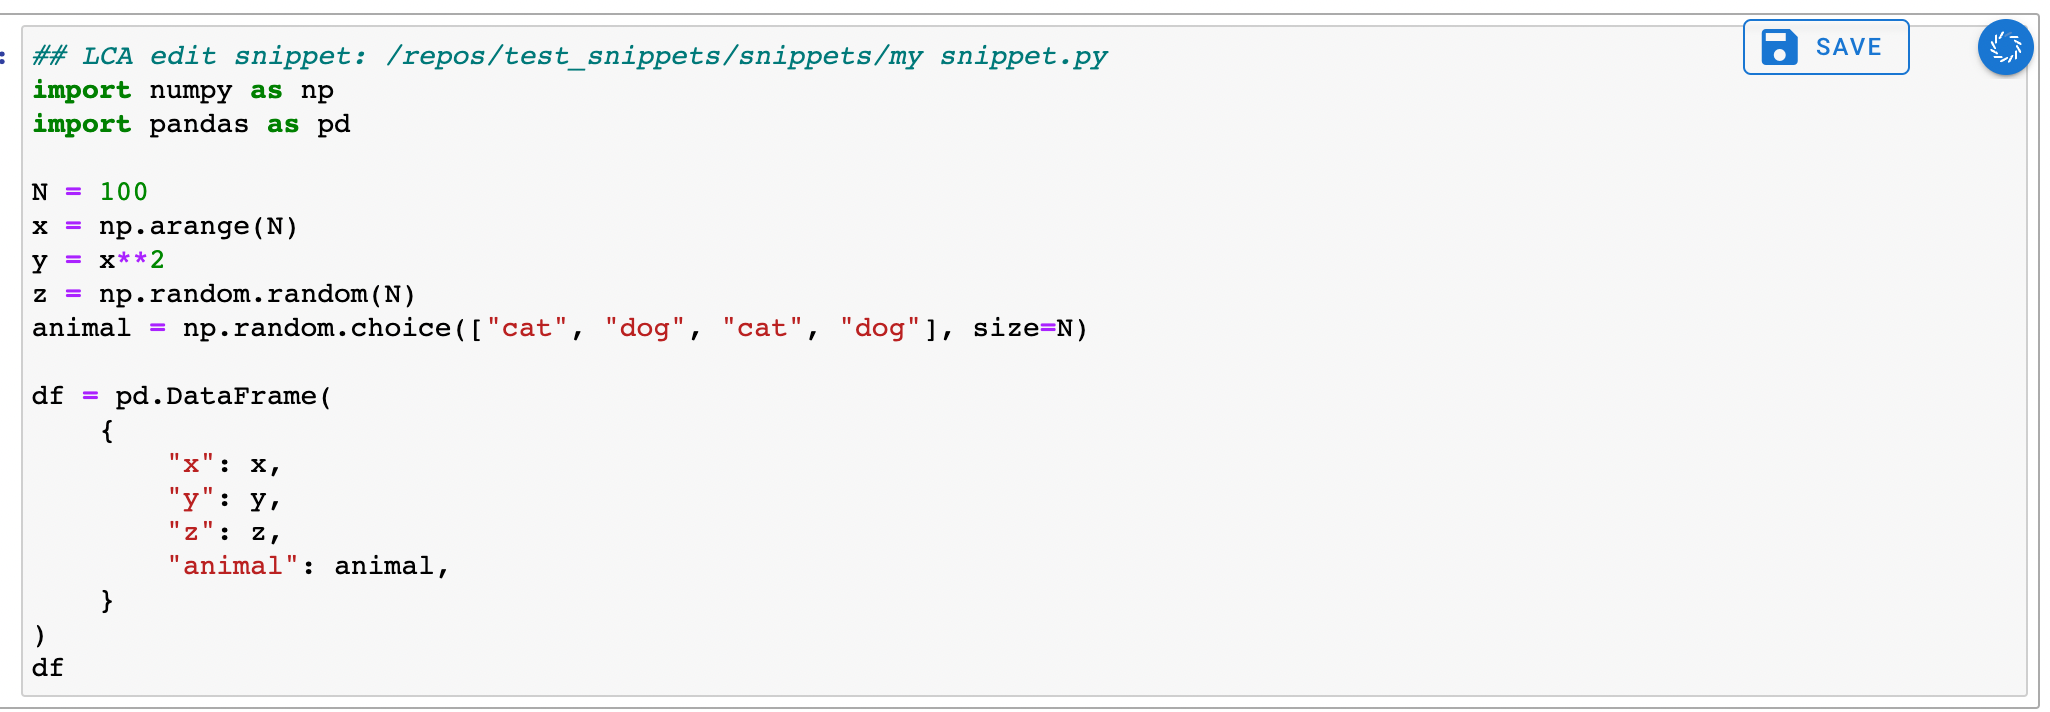 ## LCA edit snippet: /repos/test_snippets/snippets/my snippet.py
SAVE
import numpy as np
import pandas as pd
N = 100
x = np.arange(N)
y = x**2
z = np.random.random(N)
animal = np.random.choice(["cat", "dog", "cat", "dog"], size=N)
df = pd.DataFrame(
    {
        "x": x,
        "y": y,
        "z": z,
        "animal": animal,
    }
)
df